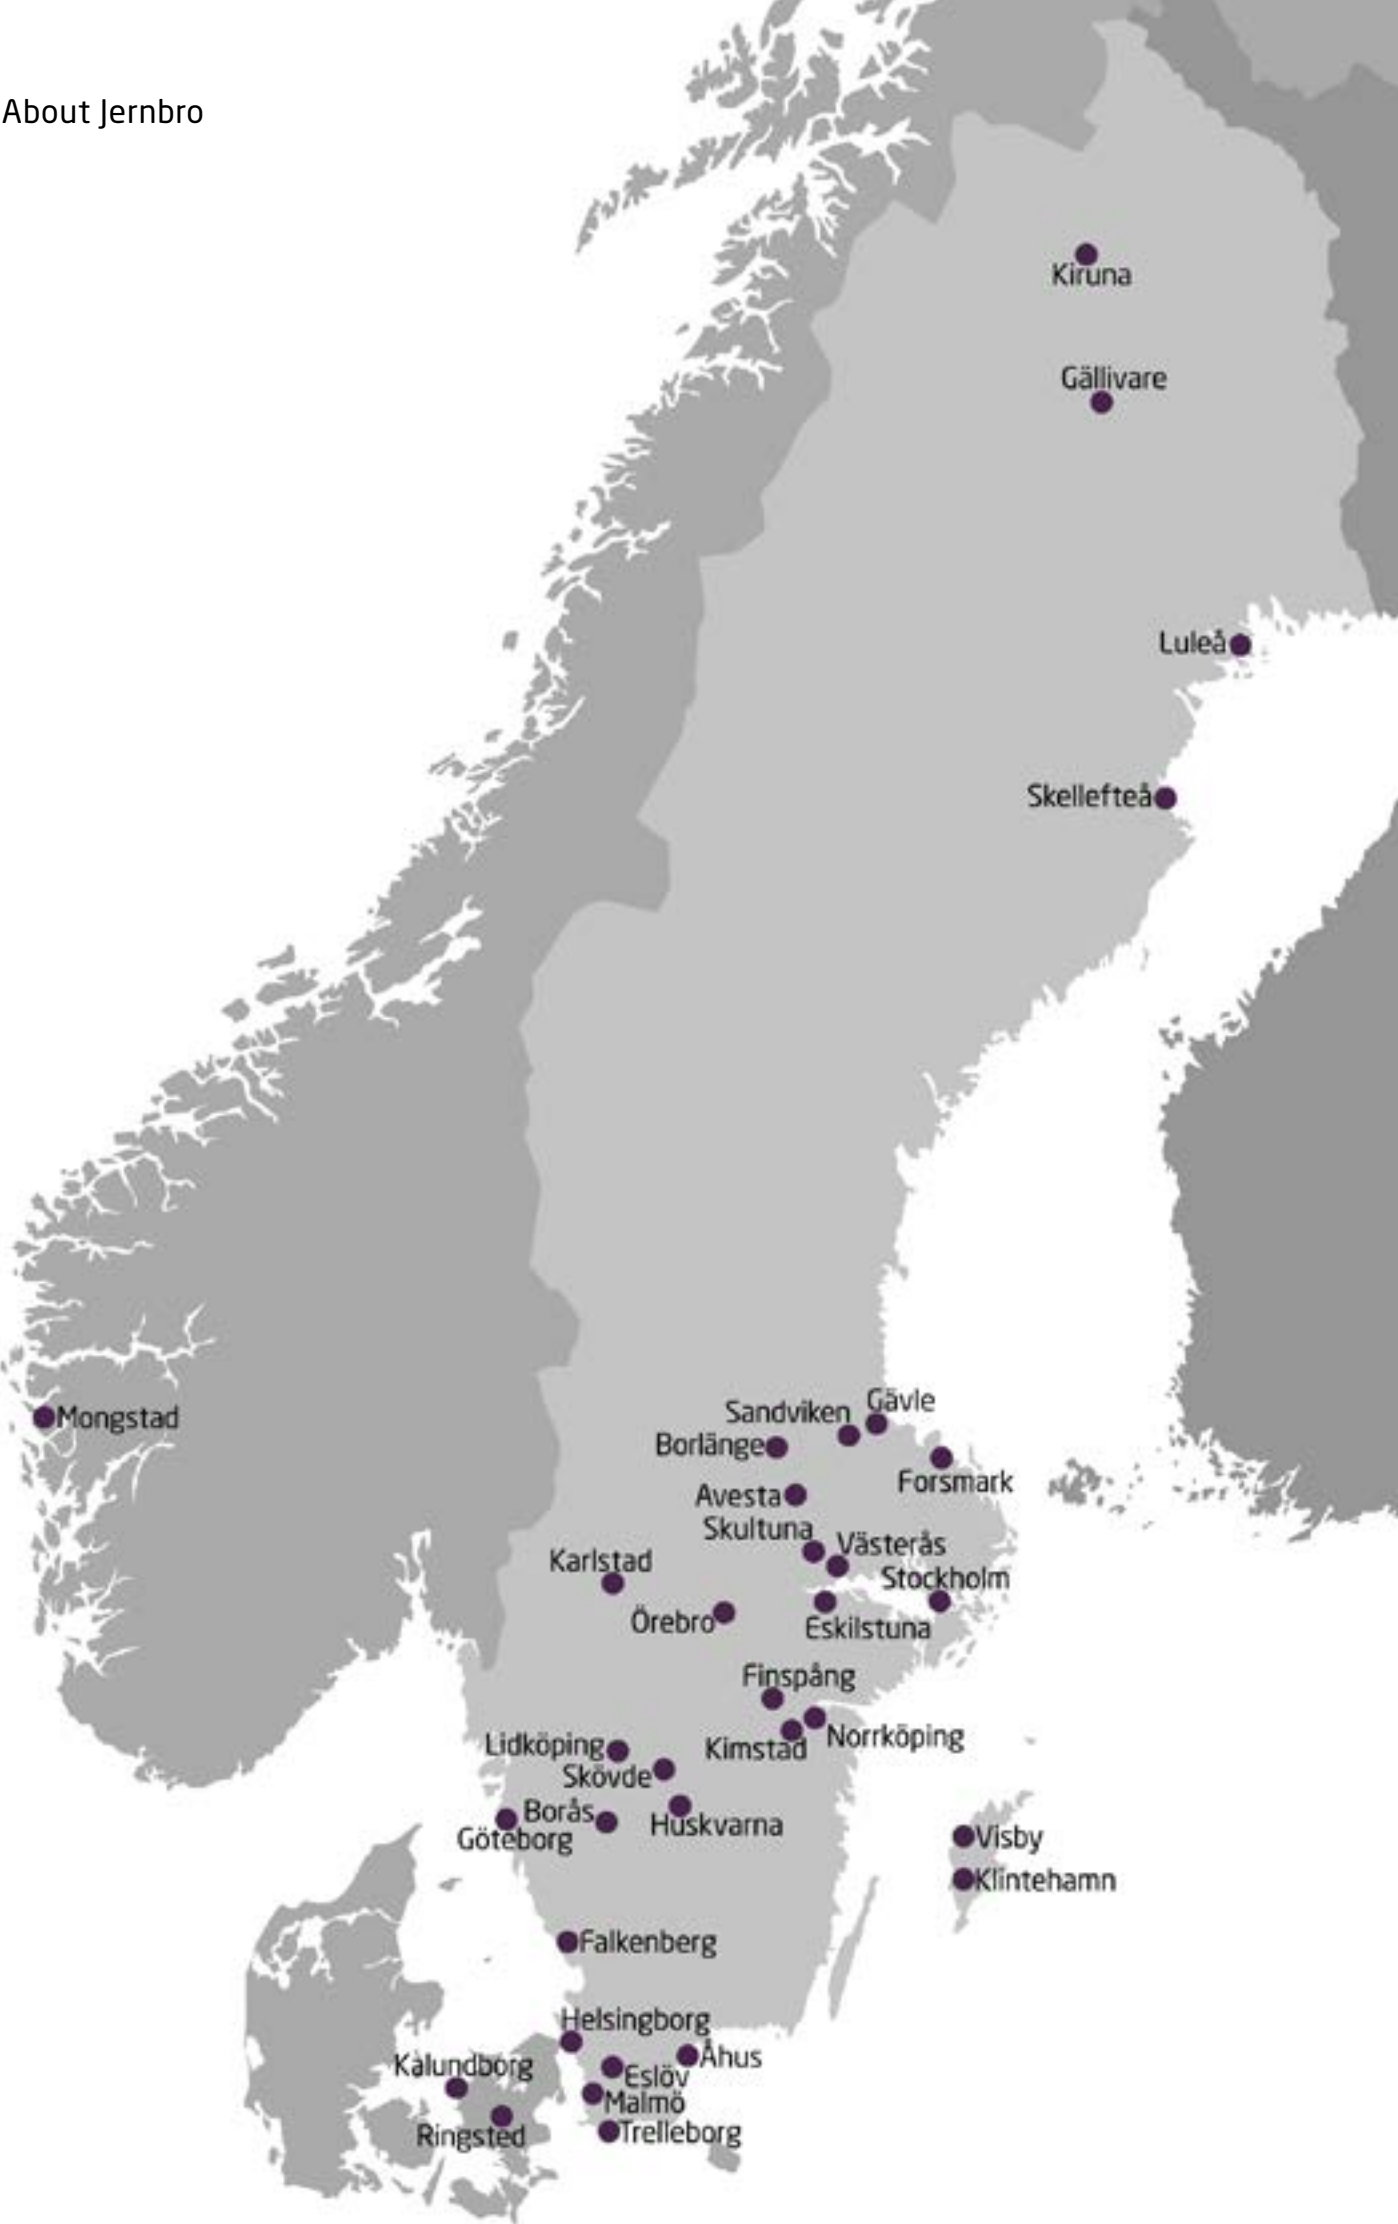 About Jernbro
Kiruna
Gällivare
Luleå
Skellefteå
Gävle
Sandviken
Mongstad
Borlänge
Forsmark
Avesta
Skultuna
Västerås
Karlstad
Stockholm
Örebro
Eskilstuna
Finspång
Norrköping
Lidköping
Kimstad
Skövde
Borås
Huskvarna
Visby
Göteborg
Klintehamn
Falkenberg
Helsingborg
Åhus
Kalundborg
Eslöv
Malmö
Trelleborg
Ringsted